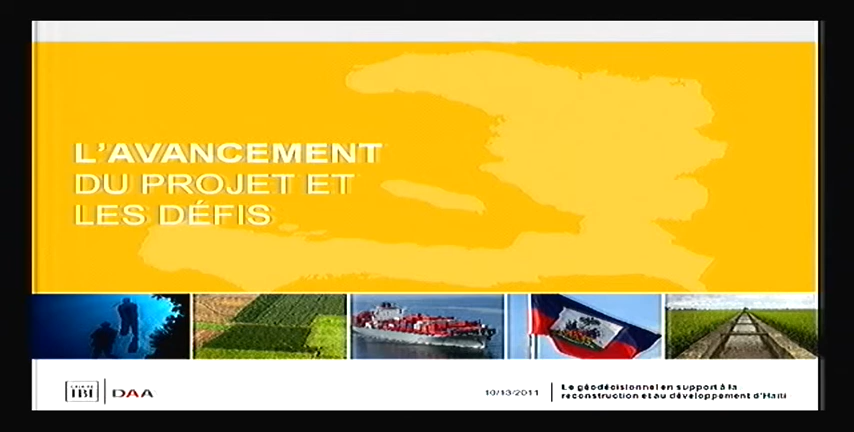 L'AVANCEMENT
DU PROJET ET
LES DÉFIS
IBI
DAA
10/13/2011
Le géodécisionnel en support à la
reconstruction et au développement d'Haïti